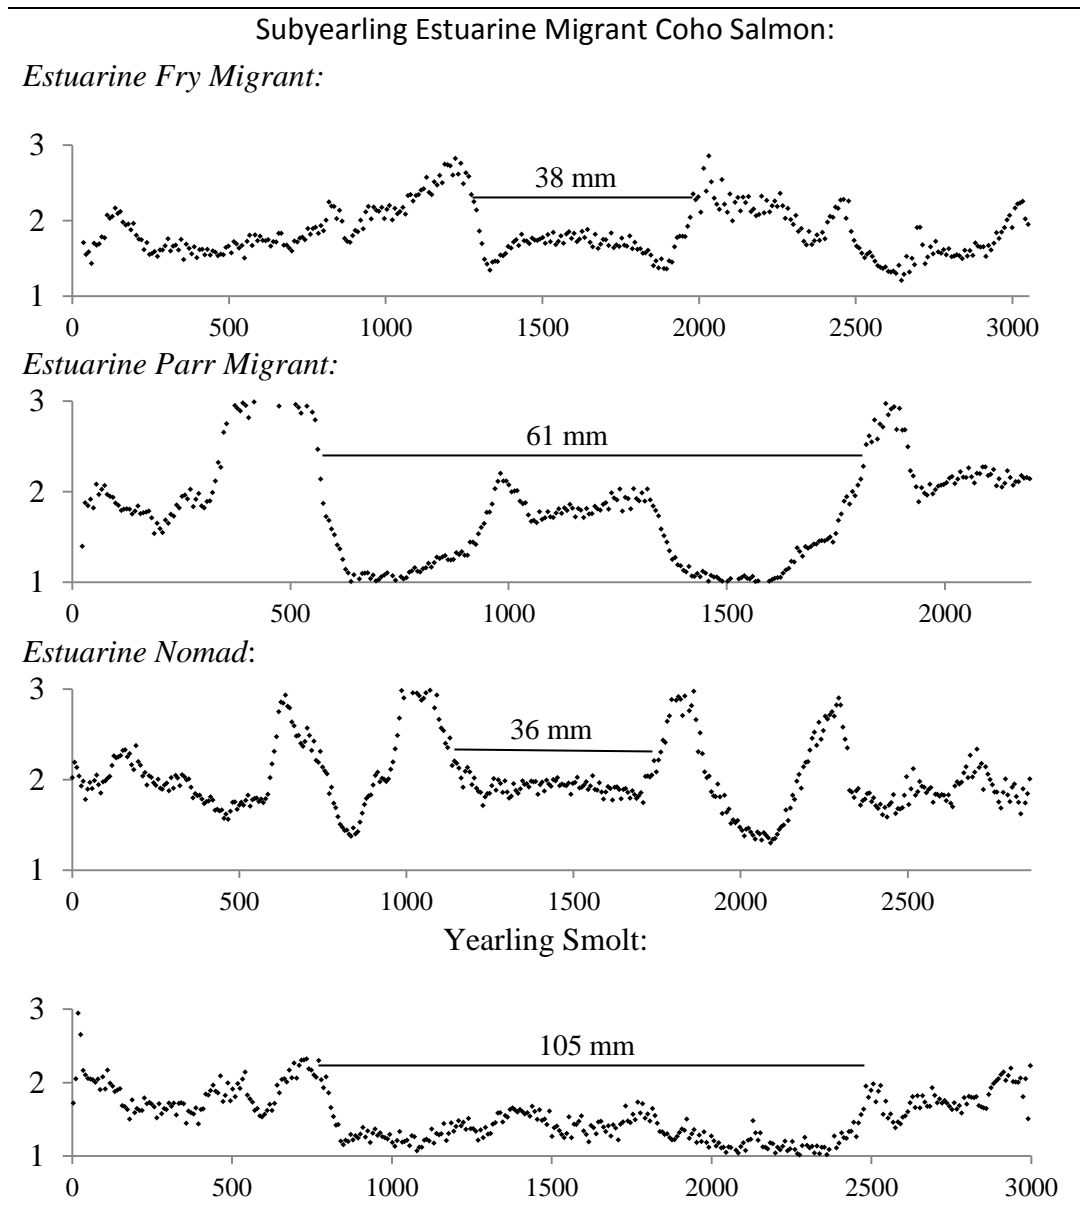 Subyearling Estuarine Migrant Coho Salmon:
Estuarine Fry Migrant:
3
38 mm
2
1
0 500 1000 1500 2000 2500 3000
Estuarine Parr Migrant:
3
61 mm
2
1
0 500 1000 1500 2000
Estuarine Nomad:
3
36 mm
2
1
0 500 1000 1500 2000 2500
Yearling Smolt:
3
105 mm
2
1
0 500 1000 1500 2000 2500 3000